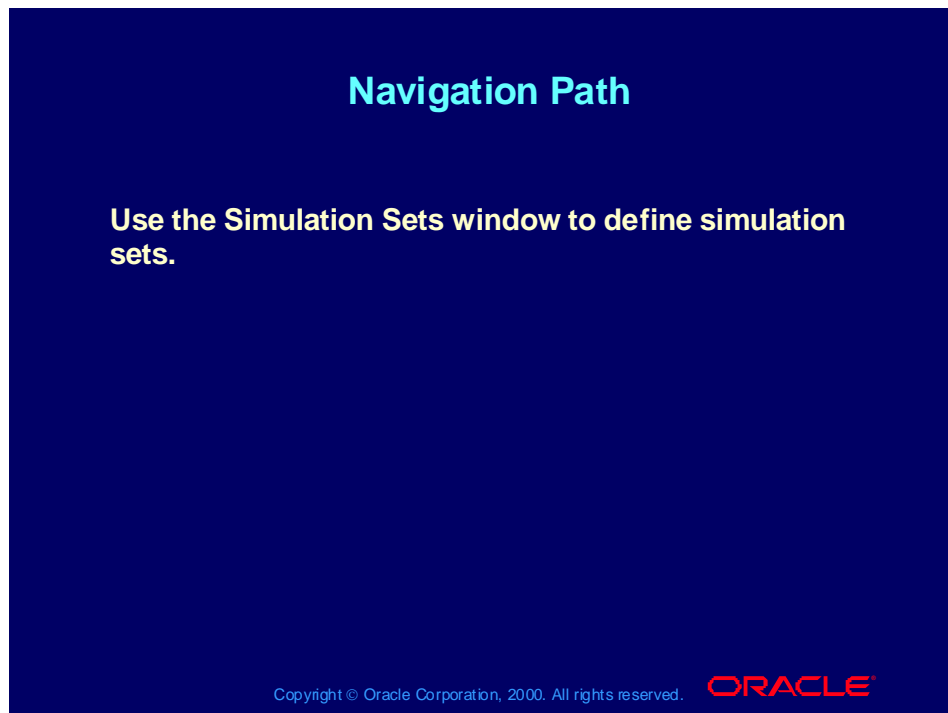 Navigation Path
Use the Simulation Sets window to define simulation
sets.
Copyright © Oracle Corporation, 2000. All rights reserved.
ORACLE®